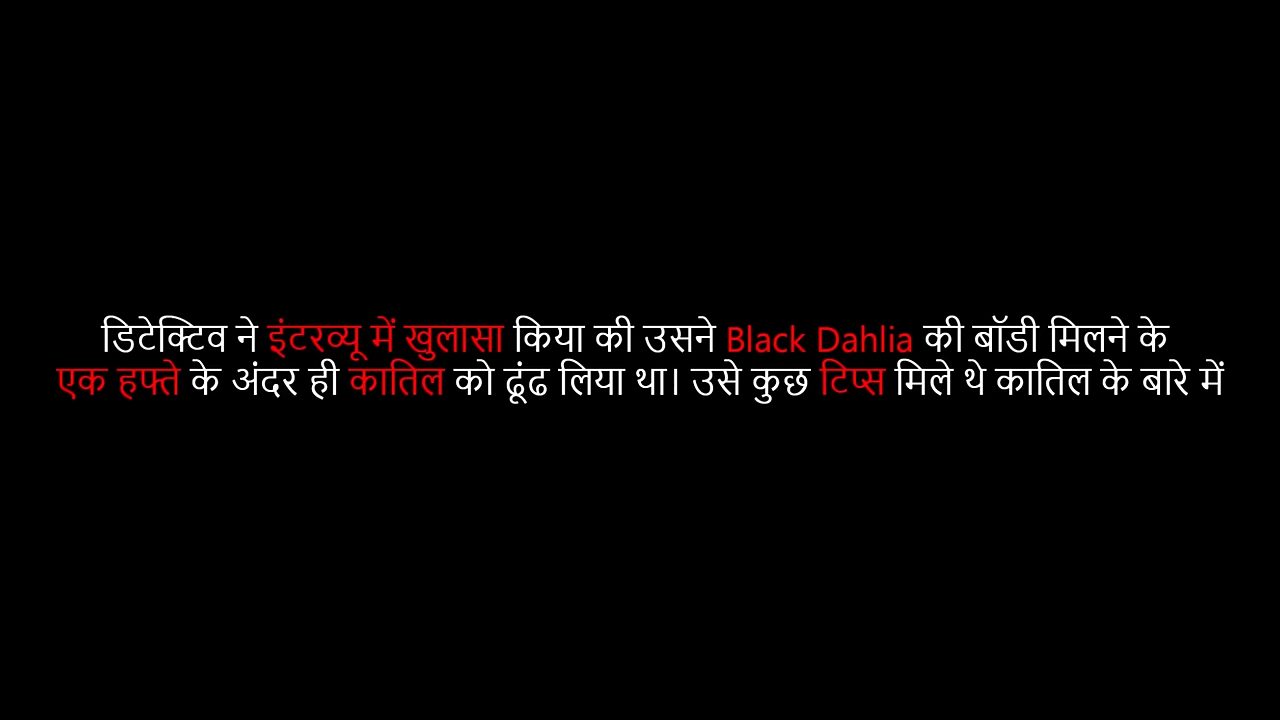 डिटेक्टिव ने इंटरव्यू में खुलासा किया की उसने Black Dahlia की बॉडी मिलने के
एक हफ्ते के अंदर ही कातिल को ढूंढ लिया था। उसे कुछ टिप्स मिले थे कातिल के बारे में